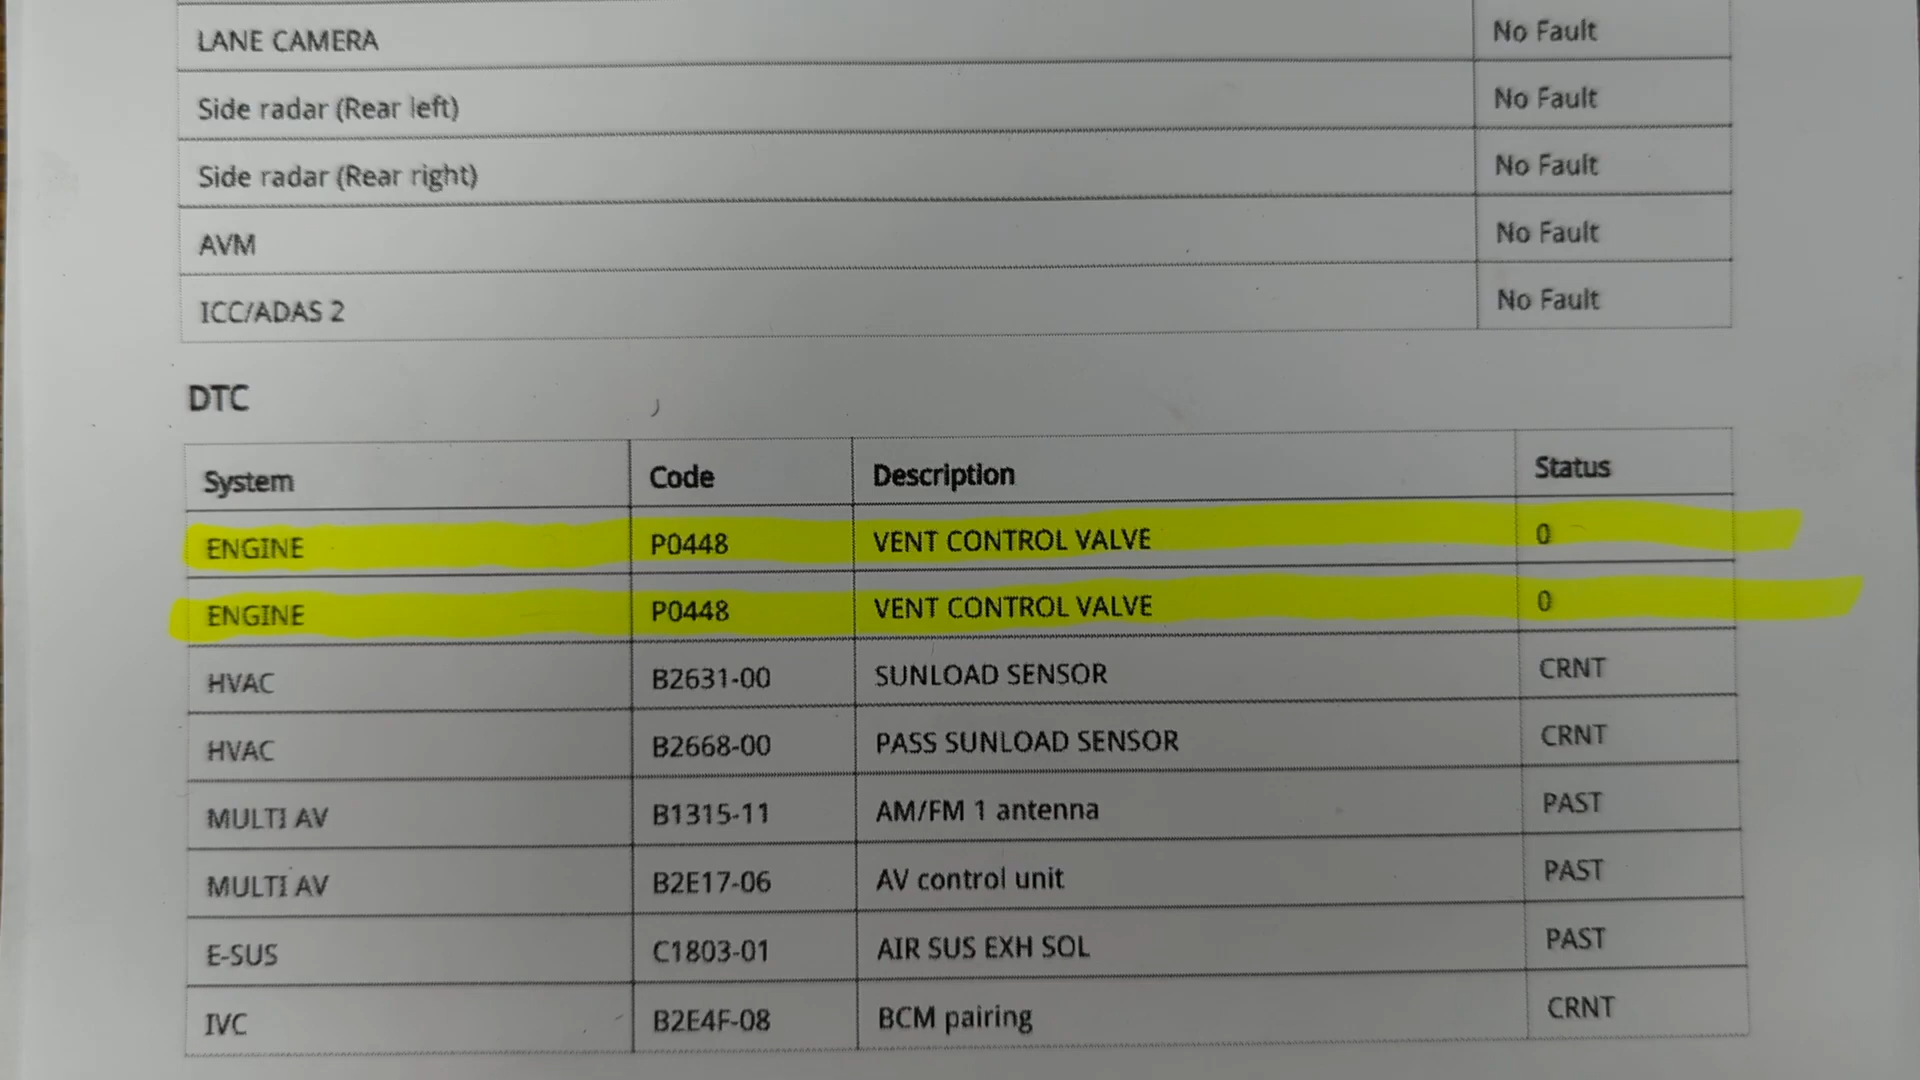 LANE CAMERA No Fault
Side radar (Rear left) No Fault
Side radar (Rear right) No Fault
AVM No Fault
ICC/ADAS 2 No Fault
DTC
System Code Description Status
ENGINE P0448 VENT CONTROL VALVE 0
ENGINE P0448 VENT CONTROL VALVE 0
HVAC B2631-00 SUNLOAD SENSOR CRNT
HVAC B2668-00 PASS SUNLOAD SENSOR CRNT
MULTI AV B1315-11 AM/FM 1 antenna PAST
MULTI AV B2E17-06 AV control unit PAST
E-SUS C1803-01 AIR SUS EXH SOL PAST
IVC B2E4F-08 BCM pairing CRNT